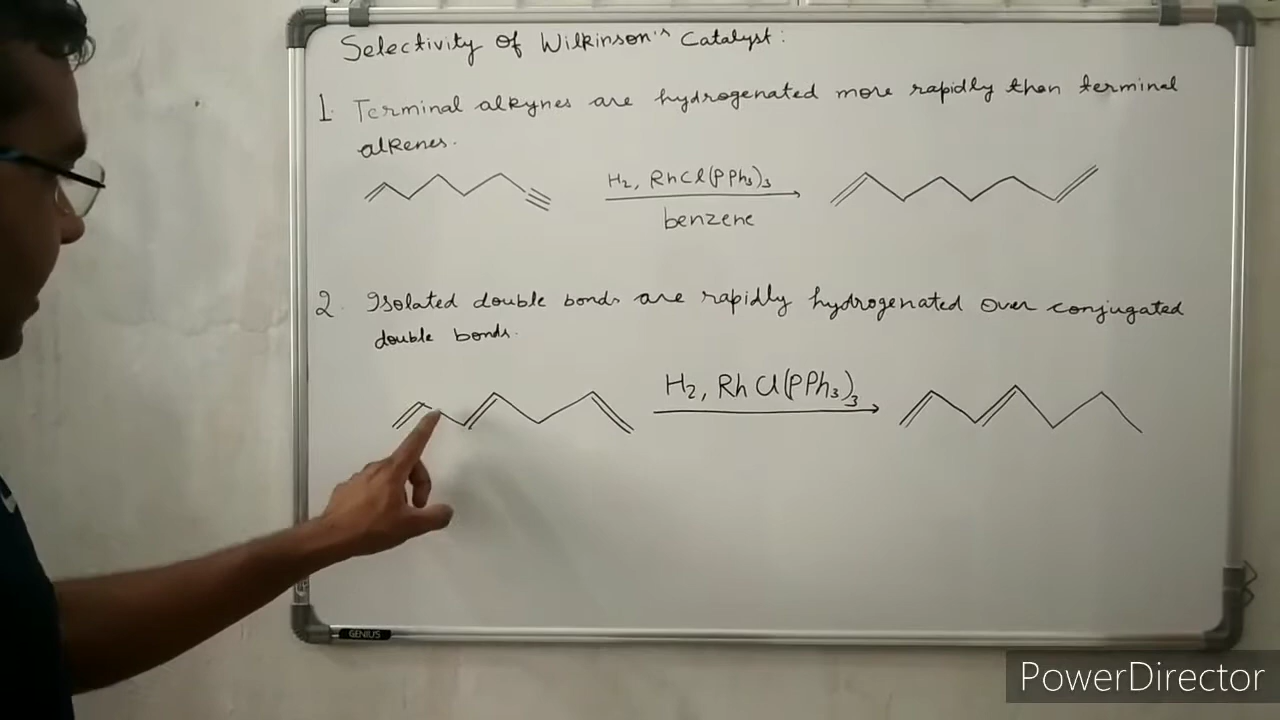 Selectivity of Wilkinson's Catalyst:
1. Terminal alkynes are hydrogenated more rapidly than terminal
alkenes.
H2, RhCl(PPh3)3
benzene
2. Isolated double bonds are rapidly hydrogenated over conjugated
double bonds.
H2, RhCl(PPh3)3
GENIUS
PowerDirector